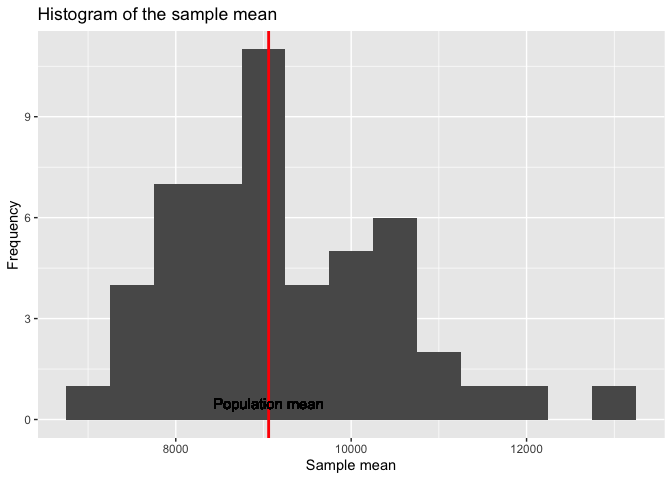 Histogram of the sample mean
Frequency
9
6
3
0
Population mean
8000 10000 12000
Sample mean